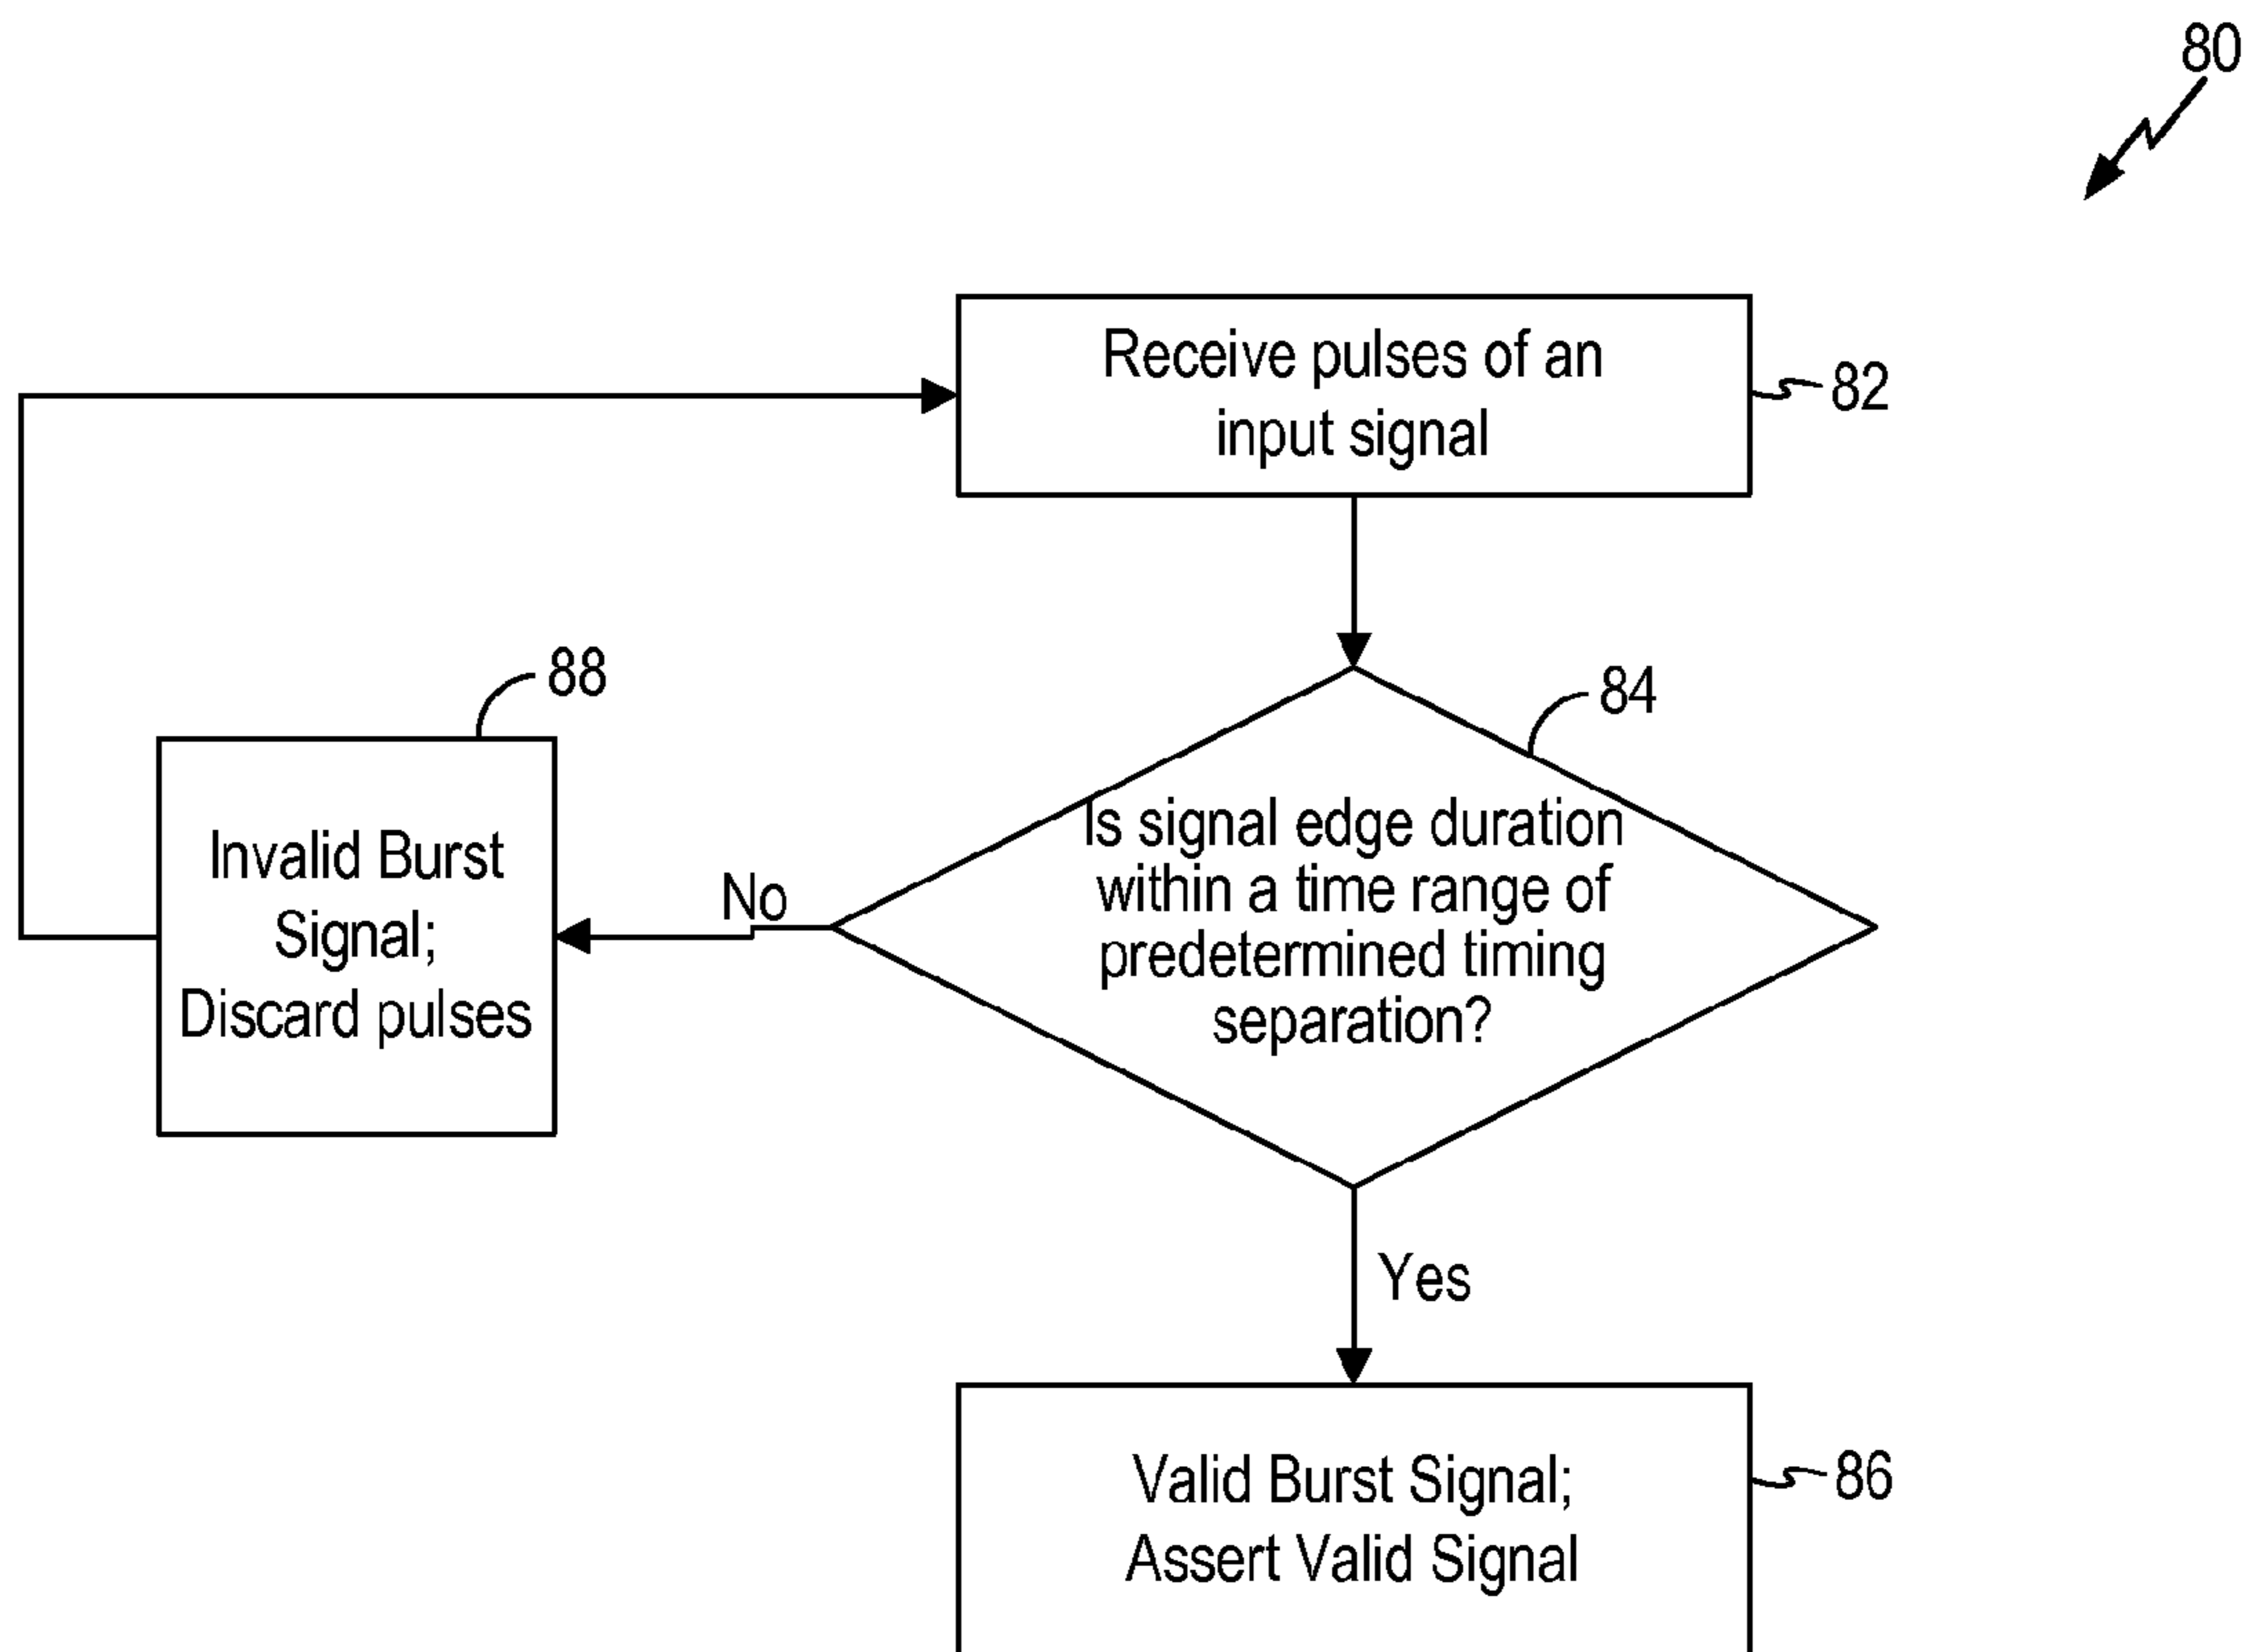 80
Receive pulses of an
input signal
82
88
84
Is signal edge duration
within a time range of
predetermined timing
separation?
Invalid Burst
Signal;
Discard pulses
No
Yes
Valid Burst Signal;
Assert Valid Signal
86